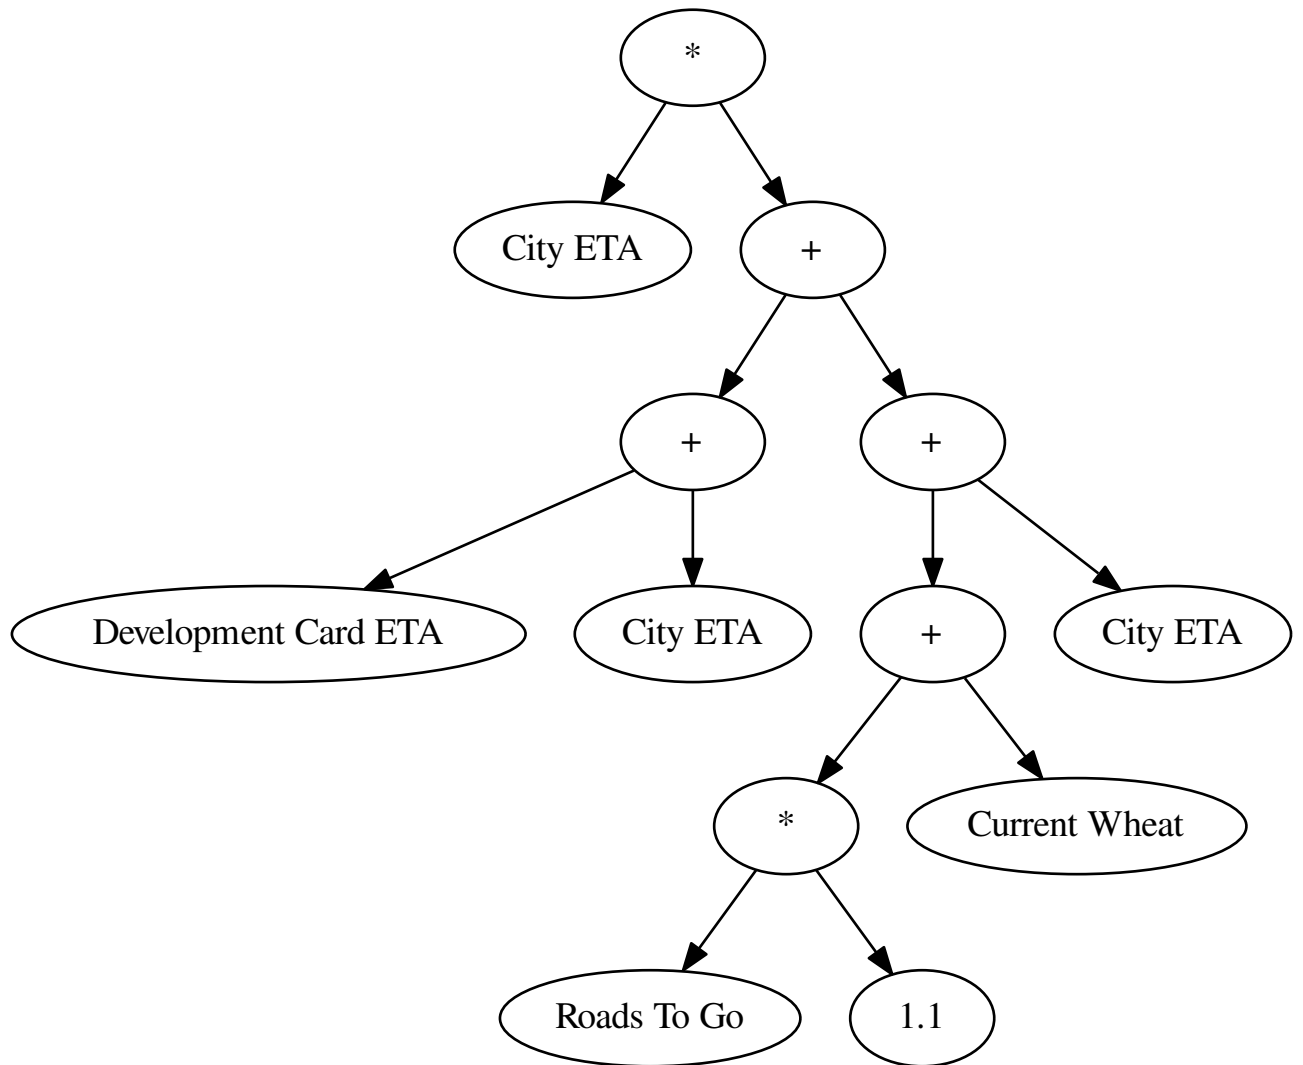 *
City ETA
+
+
+
Development Card ETA
City ETA
+
City ETA
*
Current Wheat
Roads To Go
1.1